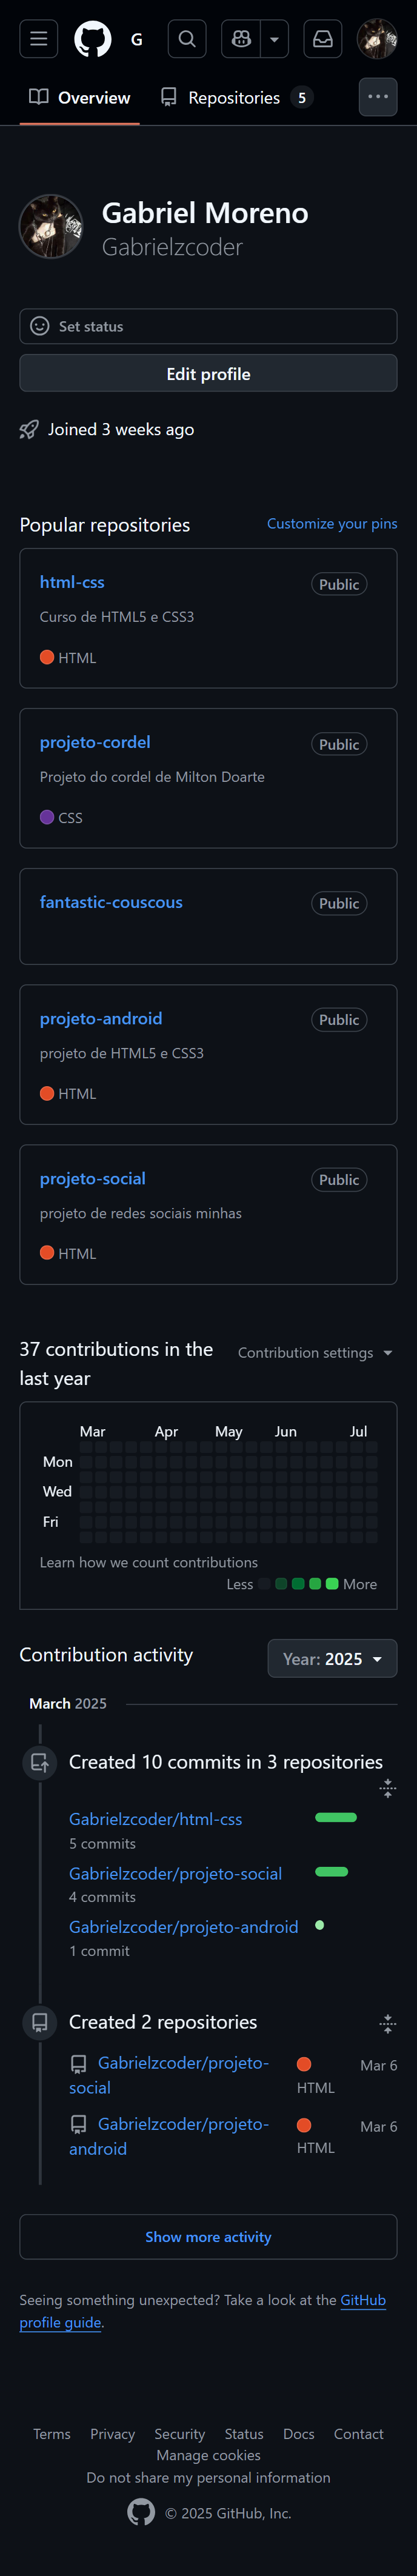 G
Overview Repositories 5
Gabriel Moreno
Gabrielzcoder
Set status
Edit profile
Joined 3 weeks ago
Popular repositories Customize your pins
html-css Public
Curso de HTML5 e CSS3
HTML
projeto-cordel Public
Projeto do cordel de Milton Doarte
CSS
fantastic-couscous Public
projeto-android Public
projeto de HTML5 e CSS3
HTML
projeto-social Public
projeto de redes sociais minhas
HTML
37 contributions in the
last year
Contribution settings
Mar Apr May Jun Jul
Mon
Wed
Fri
Learn how we count contributions
Less More
Contribution activity Year: 2025
March 2025
Created 10 commits in 3 repositories
Gabrielzcoder/html-css
5 commits
Gabrielzcoder/projeto-social
4 commits
Gabrielzcoder/projeto-android
1 commit
Created 2 repositories
Gabrielzcoder/projeto-
social
HTML
Mar 6
Gabrielzcoder/projeto-
android
HTML
Mar 6
Show more activity
Seeing something unexpected? Take a look at the GitHub
profile guide.
Terms Privacy Security Status Docs Contact
Manage cookies
Do not share my personal information
© 2025 GitHub, Inc.